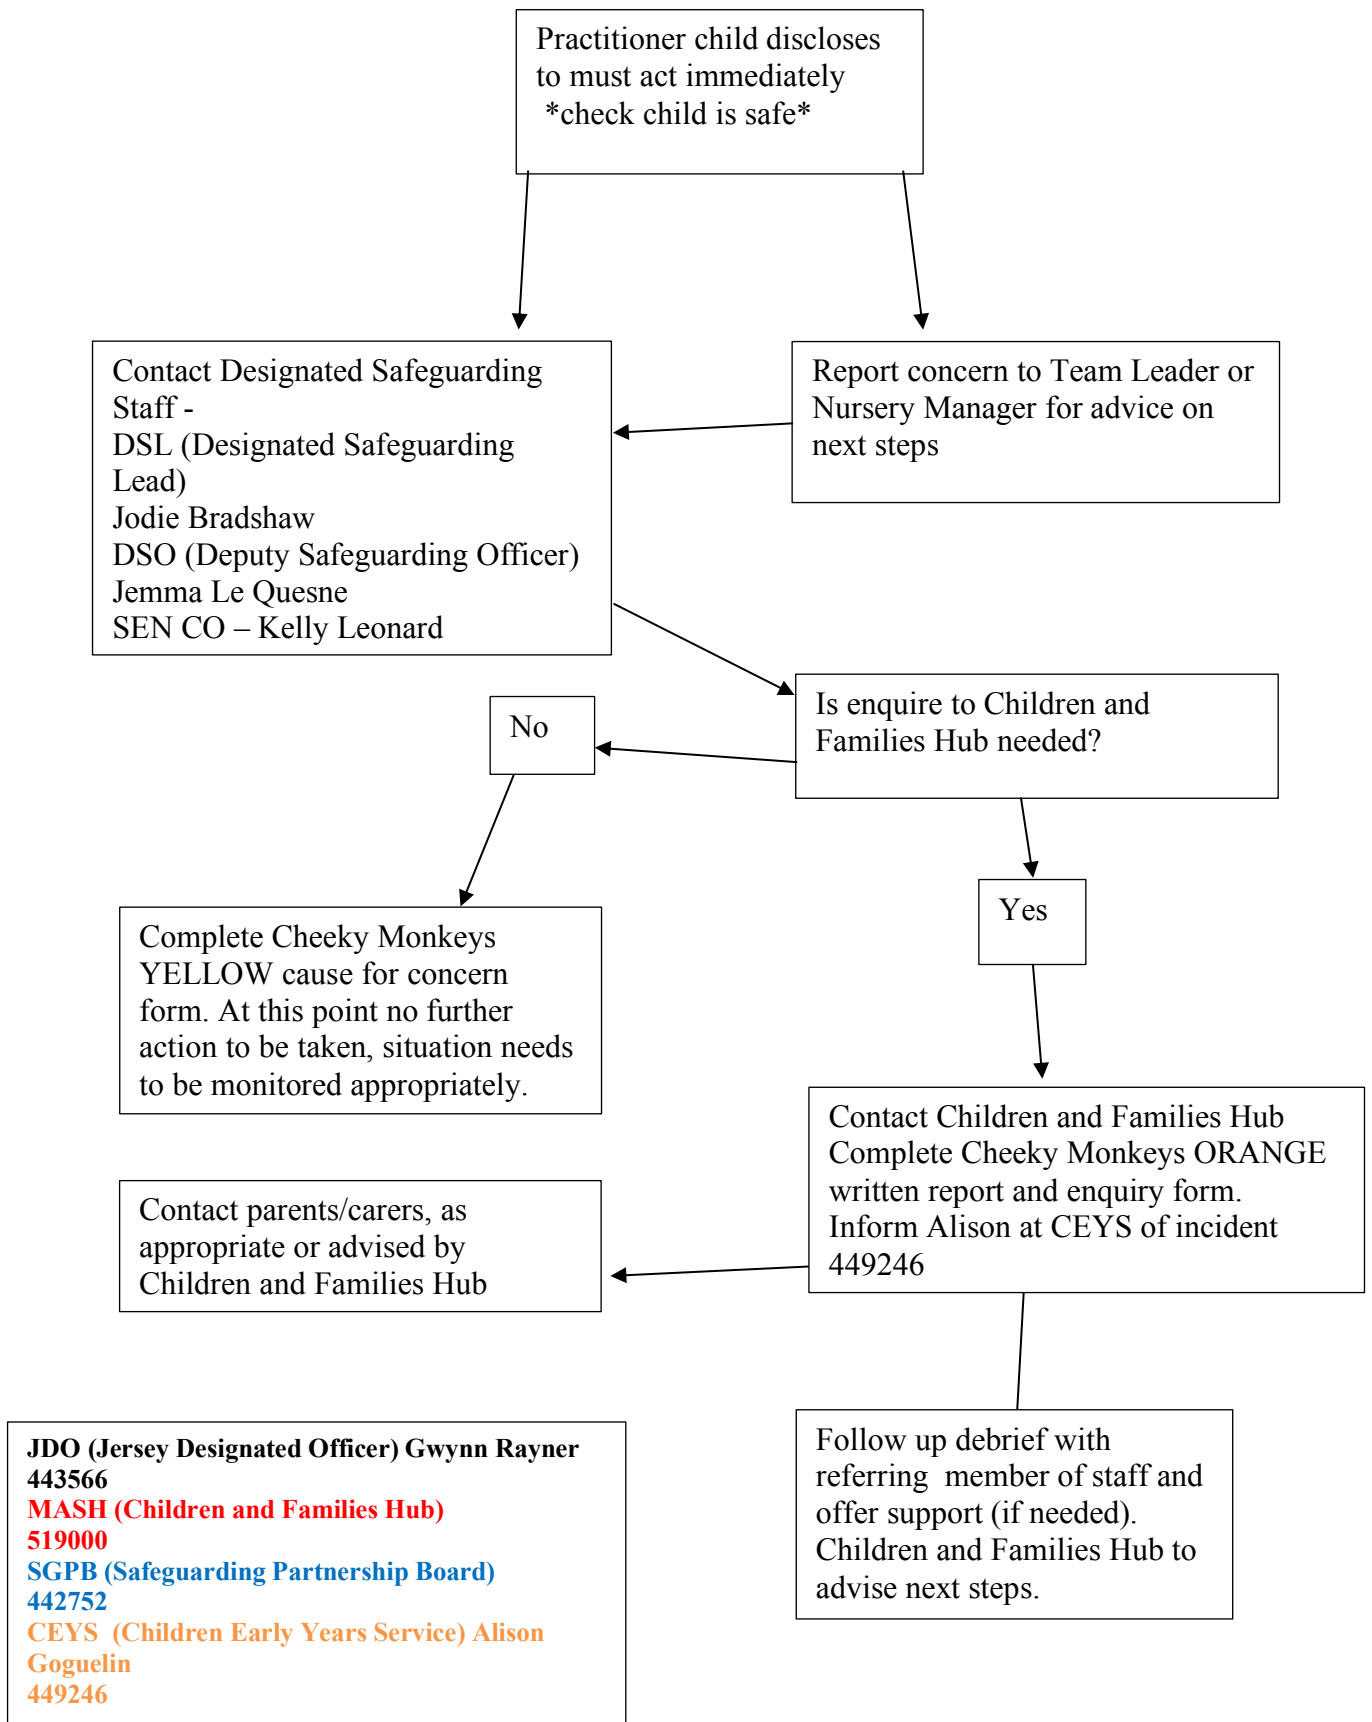 Practitioner child discloses
to must act immediately
*check child is safe*
Contact Designated Safeguarding
Staff -
DSL (Designated Safeguarding
Lead)
Jodie Bradshaw
DSO (Deputy Safeguarding Officer)
Jemma Le Quesne
SEN CO – Kelly Leonard
Report concern to Team Leader or
Nursery Manager for advice on
next steps
Is enquire to Children and
Families Hub needed?
No
Yes
Complete Cheeky Monkeys
YELLOW cause for concern
form. At this point no further
action to be taken, situation needs
to be monitored appropriately.
Contact Children and Families Hub
Complete Cheeky Monkeys ORANGE
written report and enquiry form.
Inform Alison at CEYS of incident
449246
Contact parents/carers, as
appropriate or advised by
Children and Families Hub
Follow up debrief with
referring  member of staff and
offer support (if needed).
Children and Families Hub to
advise next steps.
JDO (Jersey Designated Officer) Gwynn Rayner
443566
MASH (Children and Families Hub)
519000
SGPB (Safeguarding Partnership Board)
442752
CEYS  (Children Early Years Service) Alison
Goguelin
449246